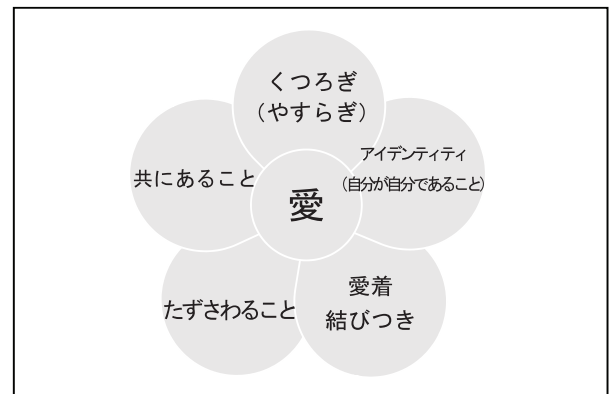 くつろぎ
(やすらぎ)
アイデンティティ
(自分が自分であること)
共にあること
愛
愛着
結びつき
たずさわること